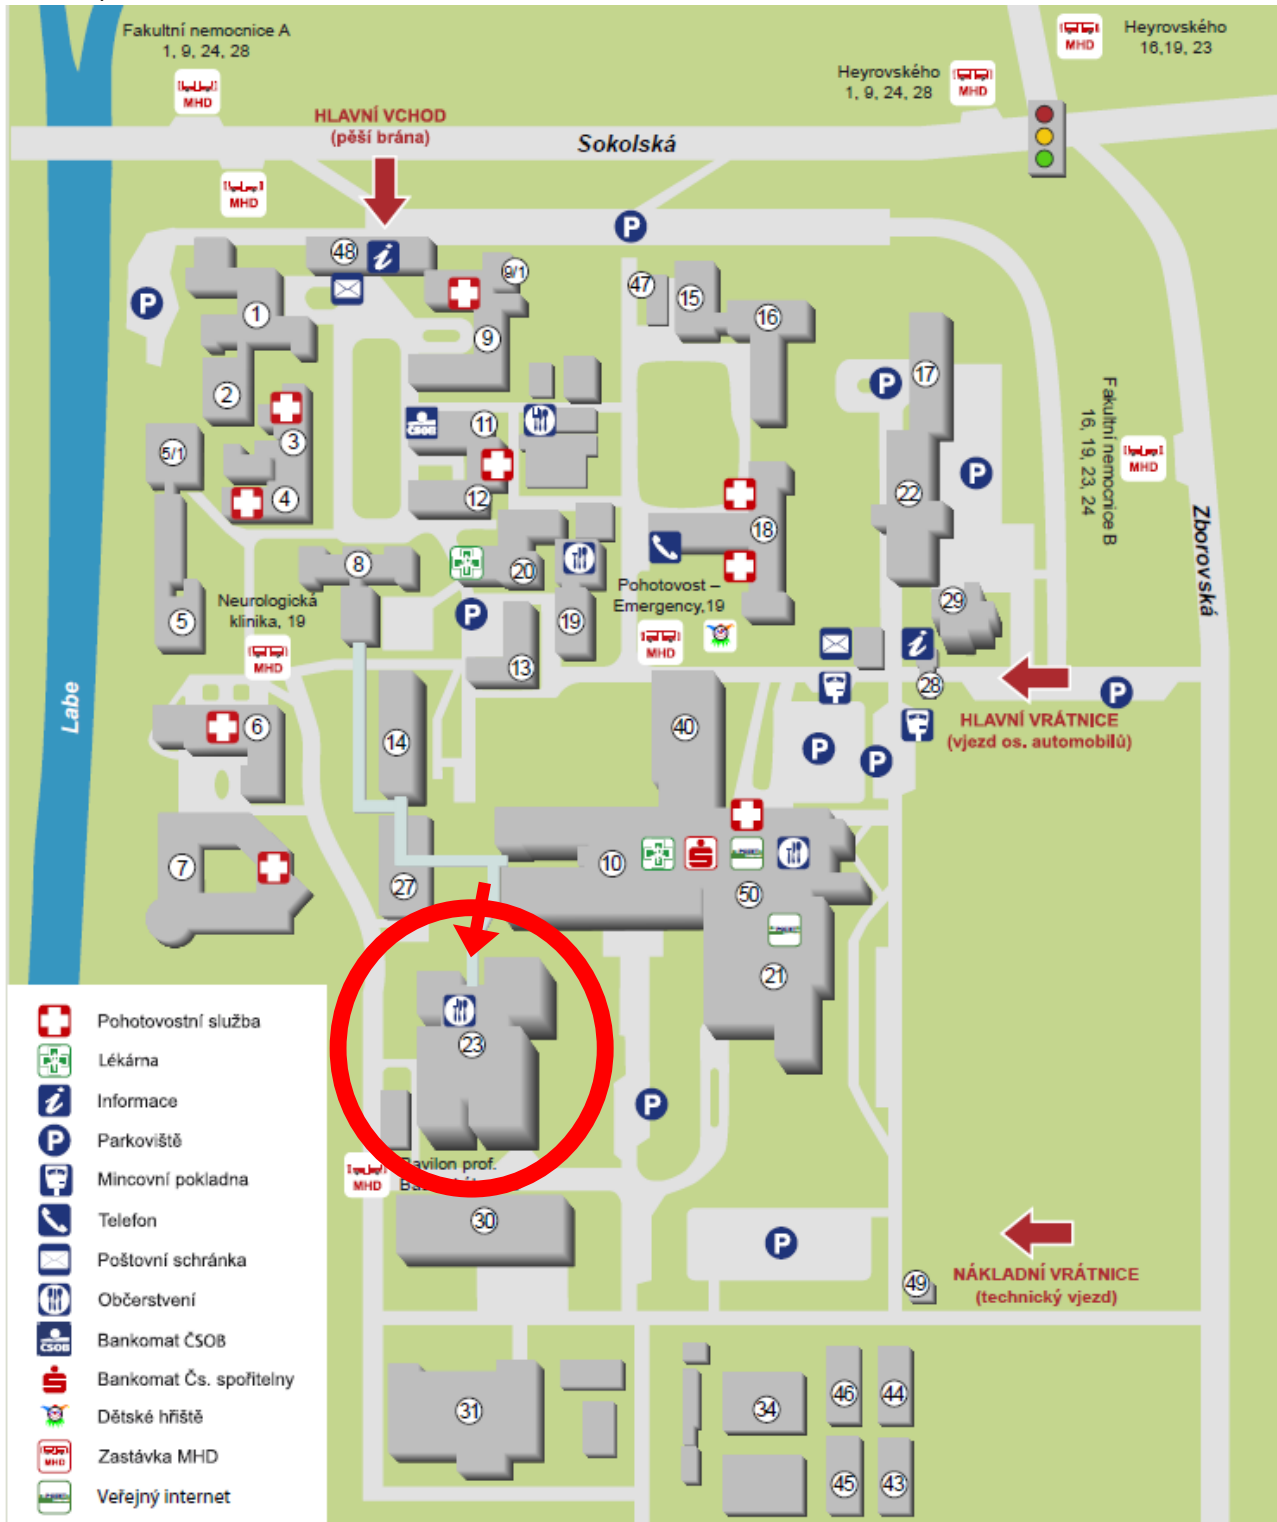 Fakultní nemocnice A
1, 9, 24, 28
MHD
Heyrovského
16,19, 23
MHD
Heyrovského
1, 9, 24, 28
MHD
HLAVNÍ VCHOD
(pěší brána)
Sokolská
MHD
P
48
i
9/1
P
47
15
1
16
9
17
P
2
11
ČSOB
3
Fakultní nemocnice B
16, 19, 23, 24
MHD
5/1
P
4
12
22
18
Zborovská
8
20
Pohotovost –
Emergency,19
MHD
29
Neurologická
klinika, 19
MHD
5
P
19
i
13
28
P
HLAVNÍ VRÁTNICE
(vjezd os. automobilů)
Labe
6
14
40
P
P
7
10
27
50
21
23
P
MHD
Pavilon prof.
30
P
NÁKLADNÍ VRÁTNICE
(technický vjezd)
49
31
34
46
44
45
43
Pohotovostní služba
Lékárna
i
Informace
P
Parkoviště
Mincovní pokladna
Telefon
Poštovní schránka
Občerstvení
ČSOB
Bankomat ČSOB
Bankomat Čs. spořitelny
Dětské hřiště
MHD
Zastávka MHD
Veřejný internet